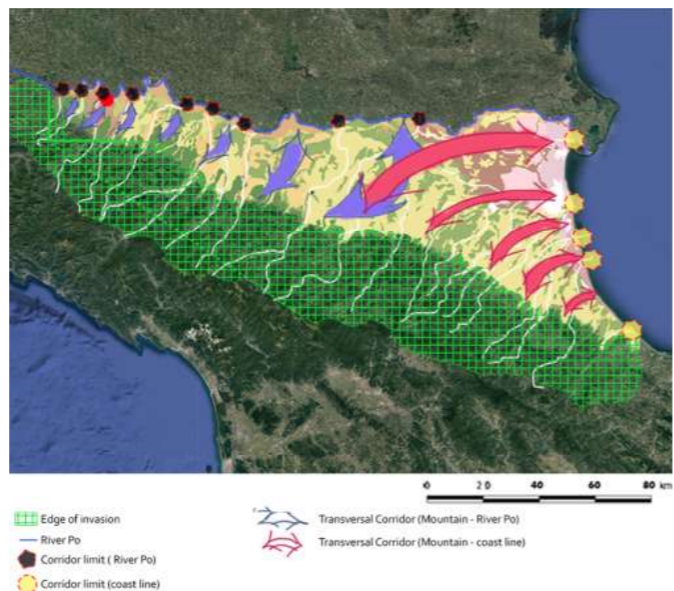 0 20 40 60 80 km
Edge of invasion
River Po
Corridor limit ( River Po)
Corridor limit (coast line)
Transversal Corridor (Mountain - River Po)
Transversal Corridor (Mountain - coast line)